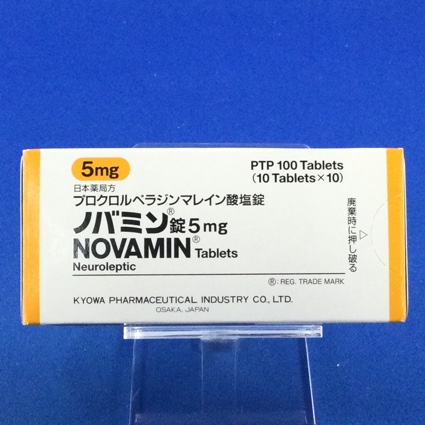 5mg
PTP 100 Tablets
(10 Tablets×10)
日本薬局方
プロクロルペラジンマレイン酸塩錠
ノバミン®錠5mg
NOVAMIN® Tablets
Neuroleptic
®: REG. TRADE MARK
KYOWA PHARMACEUTICAL INDUSTRY CO., LTD.
OSAKA, JAPAN
廃棄時に押し破る